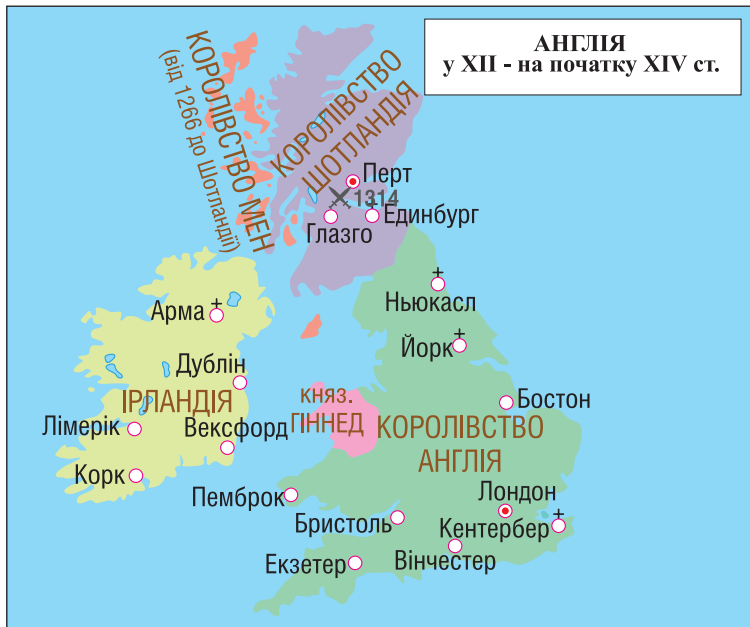 АНГЛІЯ
у XII - на початку XIV ст.
КОРОЛІВСТВО МЕН
(від 1266 до Шотландії)
КОРОЛІВСТВО
ШОТЛАНДІЯ
Перт
1314
Единбург
Глазго
Ньюкасл
Арма
Йорк
Дублін
ІРЛАНДІЯ
княз.
ГІННЕД
Бостон
КОРОЛІВСТВО
АНГЛІЯ
Лімерік
Вексфорд
Корк
Пемброк
Лондон
Бристоль
Кентербер
Вінчестер
Екзетер